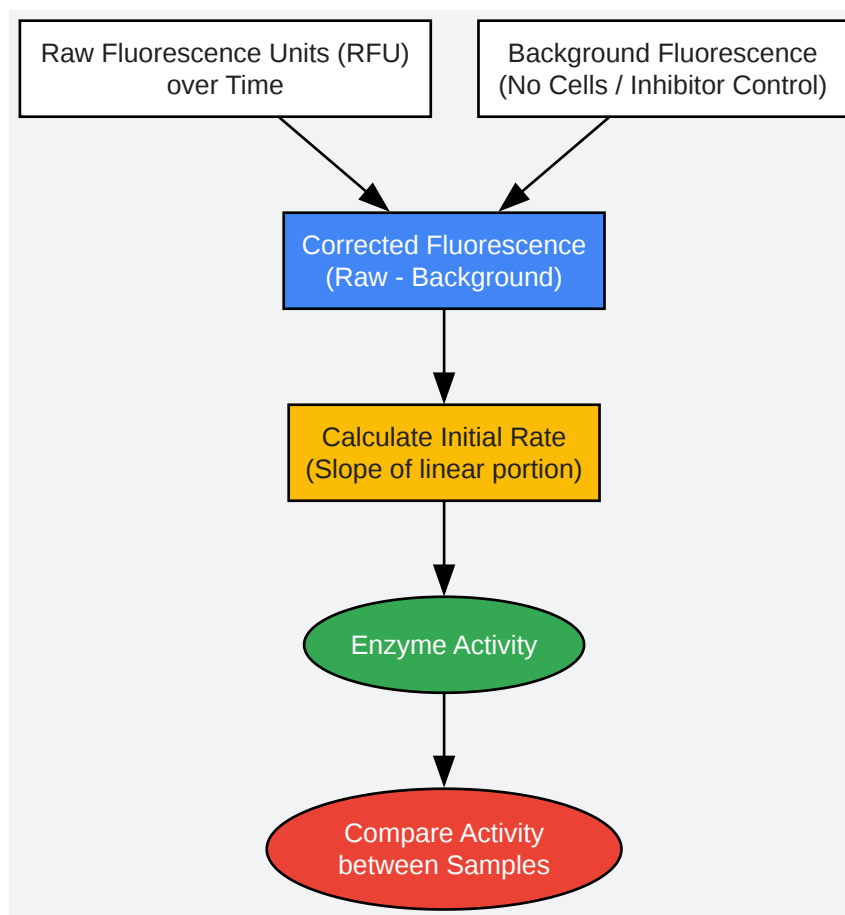 Raw Fluorescence Units (RFU)
over Time
Background Fluorescence
(No Cells / Inhibitor Control)
Corrected Fluorescence
(Raw - Background)
Calculate Initial Rate
(Slope of linear portion)
Enzyme Activity
Compare Activity
between Samples